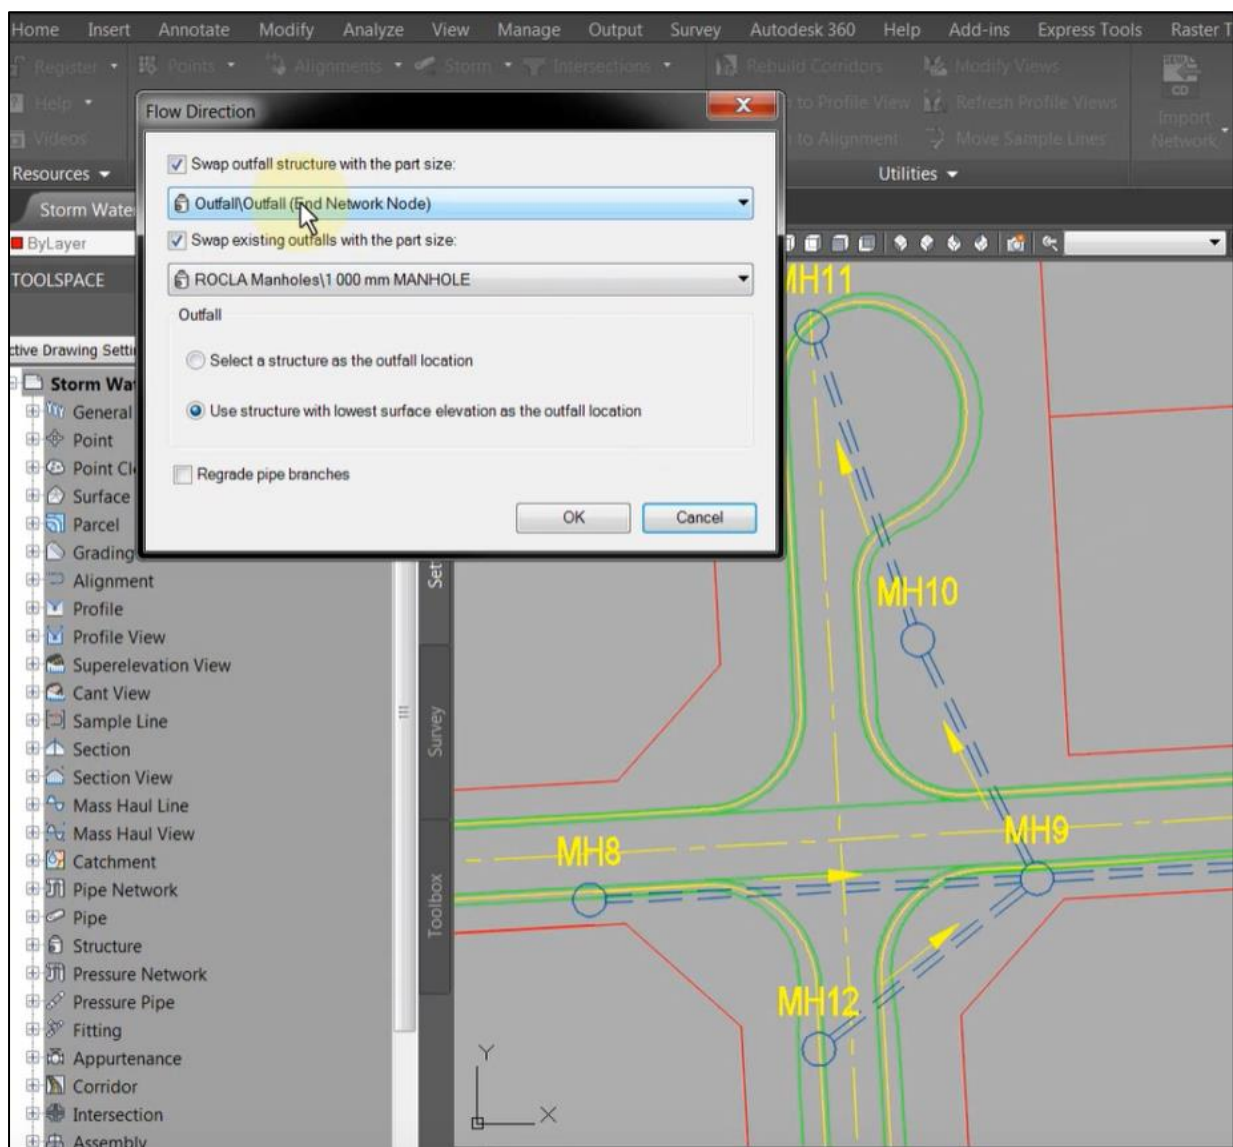 Home Insert Annotate Modify Analyze View Manage Output Survey Autodesk 360 Help Add-ins Express Tools Raster T
Register Points Alignments Storm Intersections Rebuild Corridors Modify Views
Help to Profile View Refresh Profile Views
CD
Import
Videos to Alignment Move Sample Lines Network
Resources Utilities
Flow Direction
Swap outfall structure with the part size:
Outfall\Outfall (End Network Node)
Swap existing outfalls with the part size:
ROCLA Manholes\1 000 mm MANHOLE
Outfall
Select a structure as the outfall location
Use structure with lowest surface elevation as the outfall location
Regrade pipe branches
OK Cancel
Storm Wate
ByLayer
TOOLSPACE
ctive Drawing Setti
Storm Wat
General
Point
Point Cl
Surface
Parcel
Grading
Alignment
Profile
Profile View
Superelevation View
Cant View
Sample Line
Section
Section View
Mass Haul Line
Mass Haul View
Catchment
Pipe Network
Pipe
Structure
Pressure Network
Pressure Pipe
Fitting
Appurtenance
Corridor
Intersection
Assembly
Set
Survey
Toolbox
MH11
MH10
MH9
MH8
MH12
Y
X